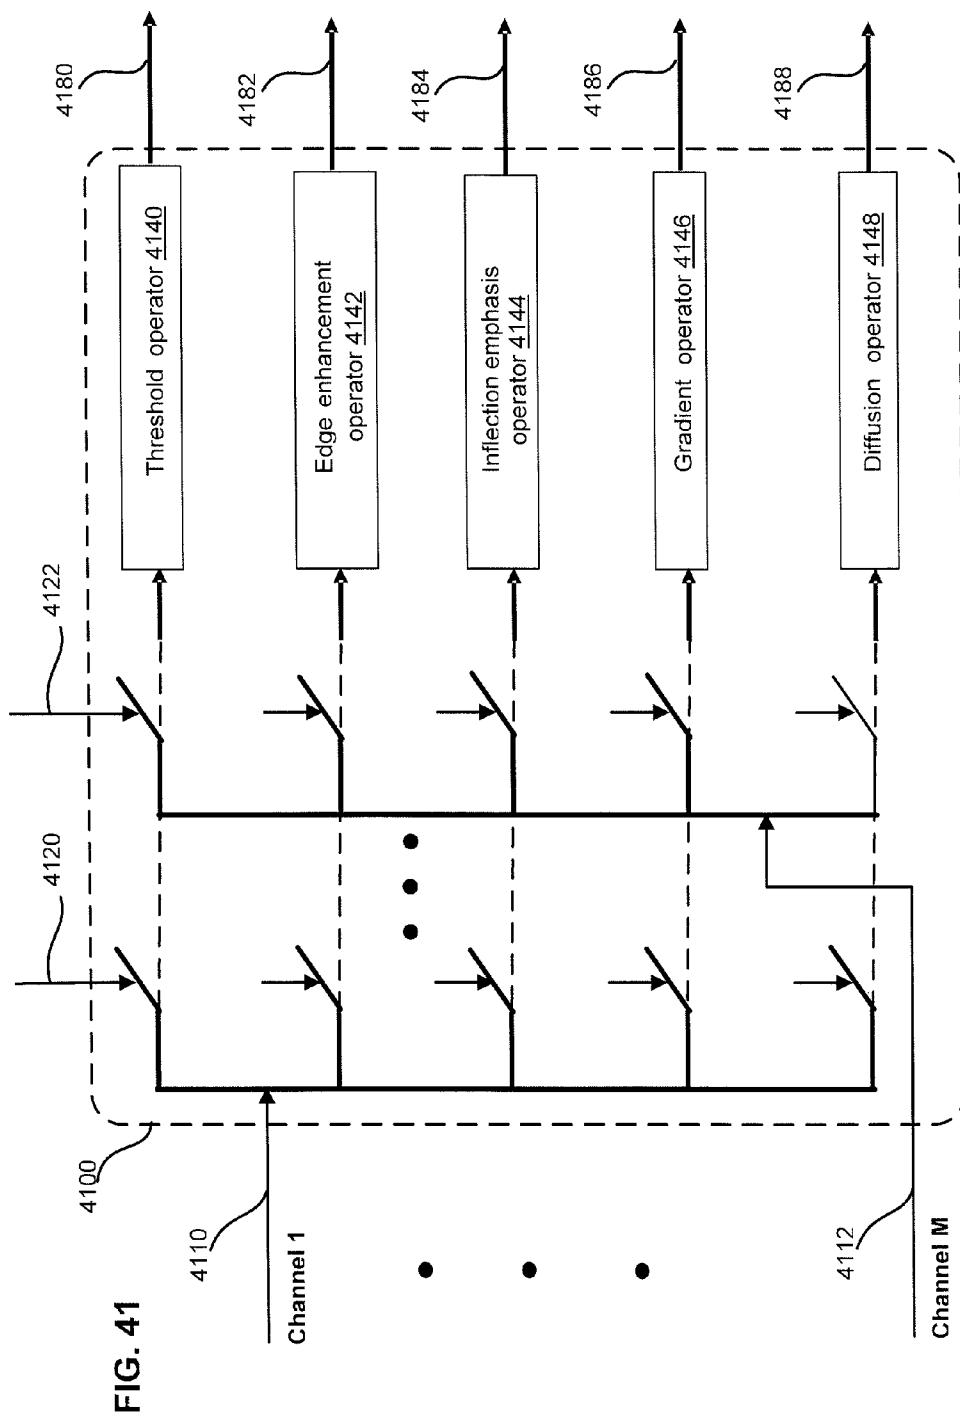 FIG. 41
4100
4120
4122
4110
Channel 1
4112
Channel M
Threshold operator 4140
Edge enhancement
operator 4142
Inflection emphasis
operator 4144
Gradient operator 4146
Diffusion operator 4148
4180
4182
4184
4186
4188